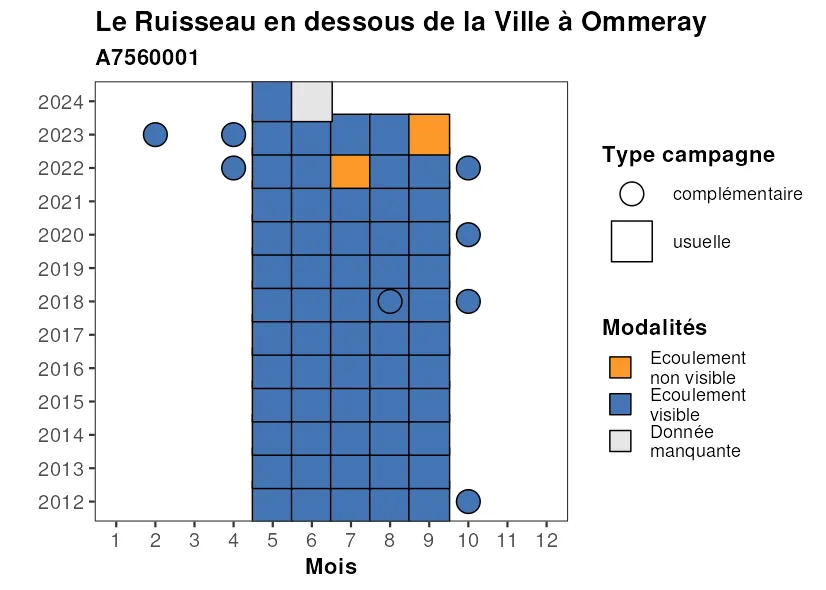 Le Ruisseau en dessous de la Ville à Ommeray
A7560001
2024
2023
2022
2021
2020
2019
2018
2017
2016
2015
2014
2013
2012
1 2 3 4 5 6 7 8 9 10 11 12
Mois
Type campagne
complémentaire
usuelle
Modalités
Ecoulement
non visible
Ecoulement
visible
Donnée
manquante